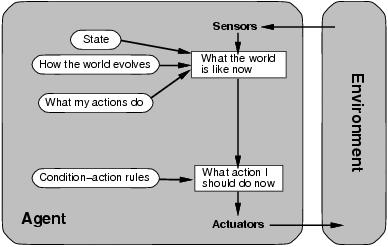 Sensors
State
How the world evolves
What the world
is like now
What my actions do
Environment
Condition–action rules
What action I
should do now
Agent
Actuators